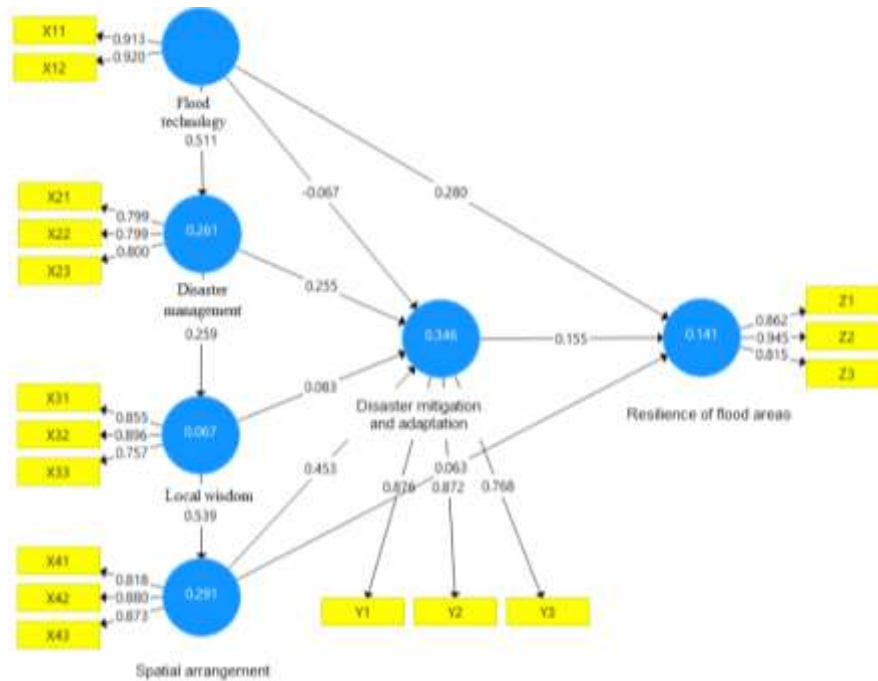 X11
0.913
X12
0.920
Flood
technology
0.511
-0.067
0.280
X21
0.799
X22
0.799
X23
0.800
0.261
Disaster
management
0.259
0.255
0.346
0.155
0.141
Z1
0.862
Z2
0.945
Z3
0.815
X31
0.855
X32
0.896
X33
0.757
0.067
0.083
Disaster mitigation
and adaptation
Resilience of flood areas
Local wisdom
0.539
0.453
0.063
0.876
0.872
0.768
X41
0.818
X42
0.880
X43
0.873
0.291
Y1
Y2
Y3
Spatial arrangement